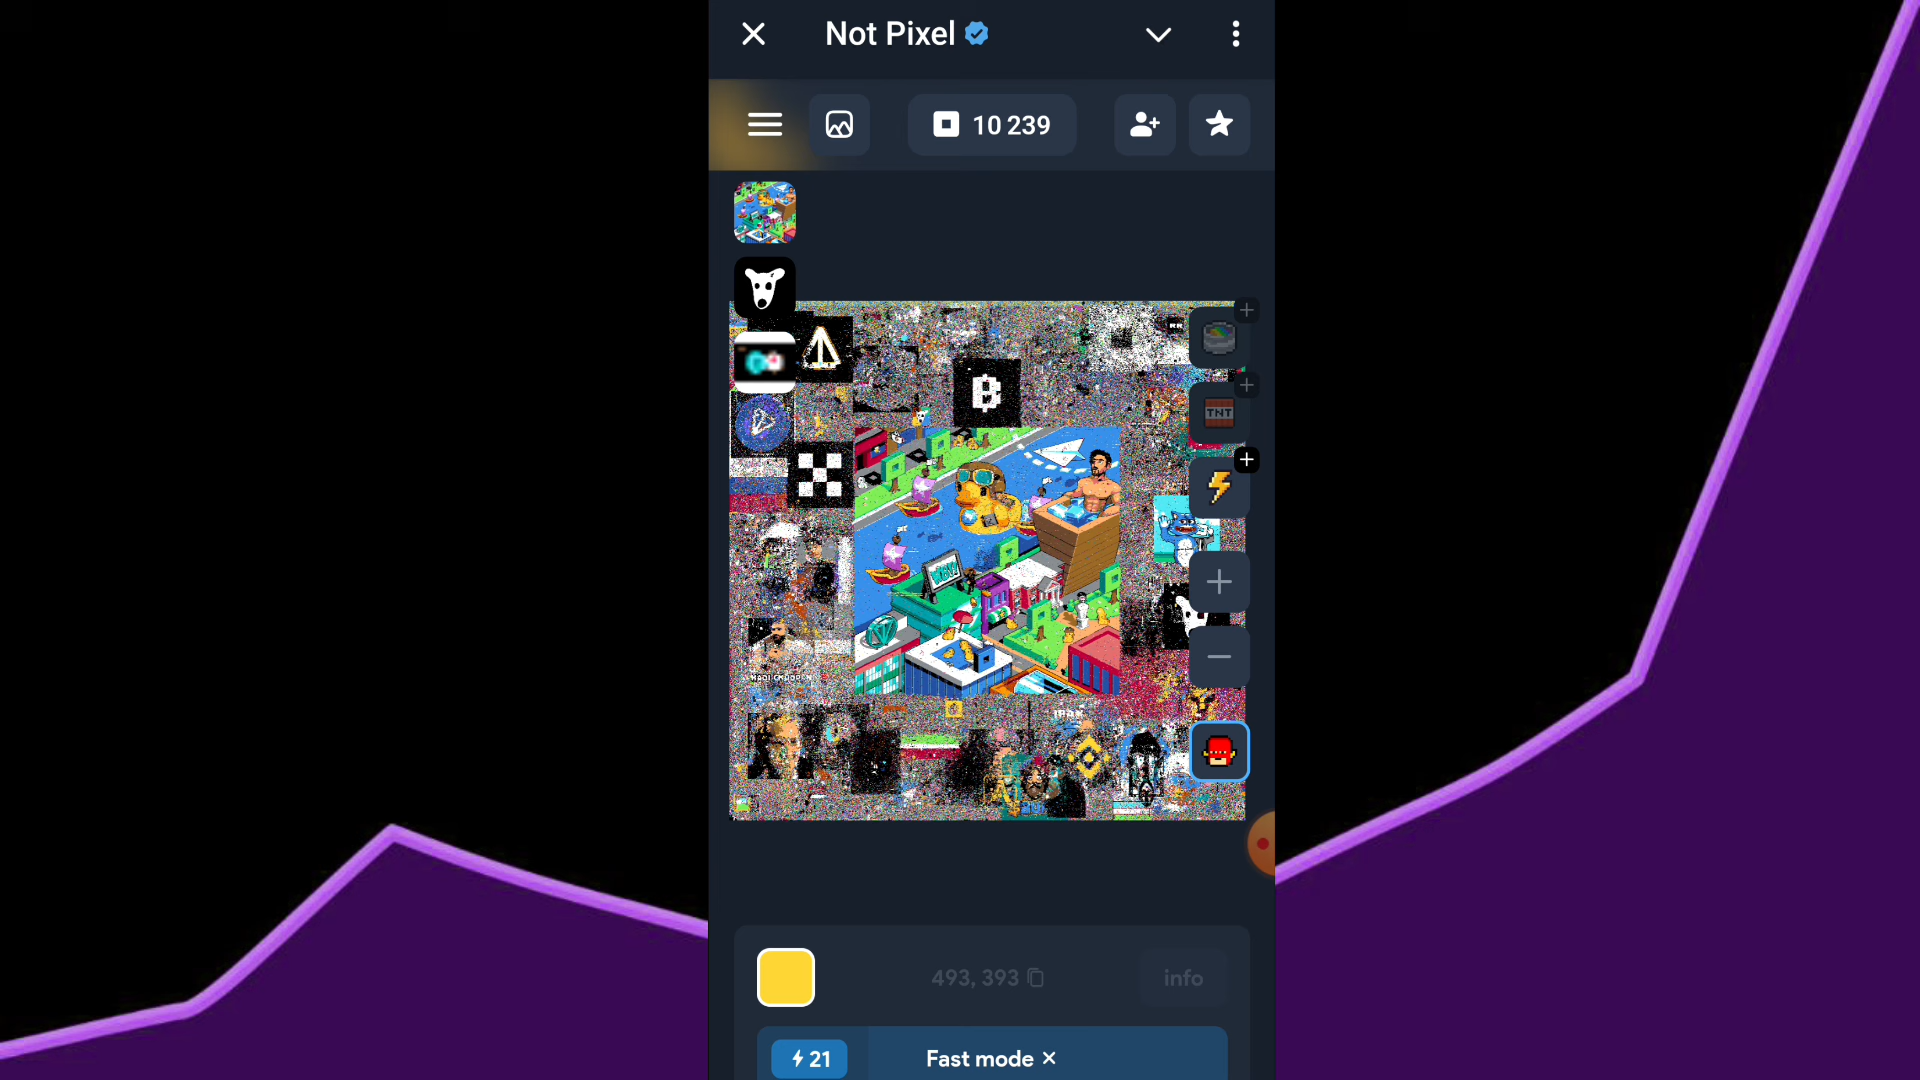 Not Pixel
10 239
TNT
493, 393
info
21
Fast mode ×